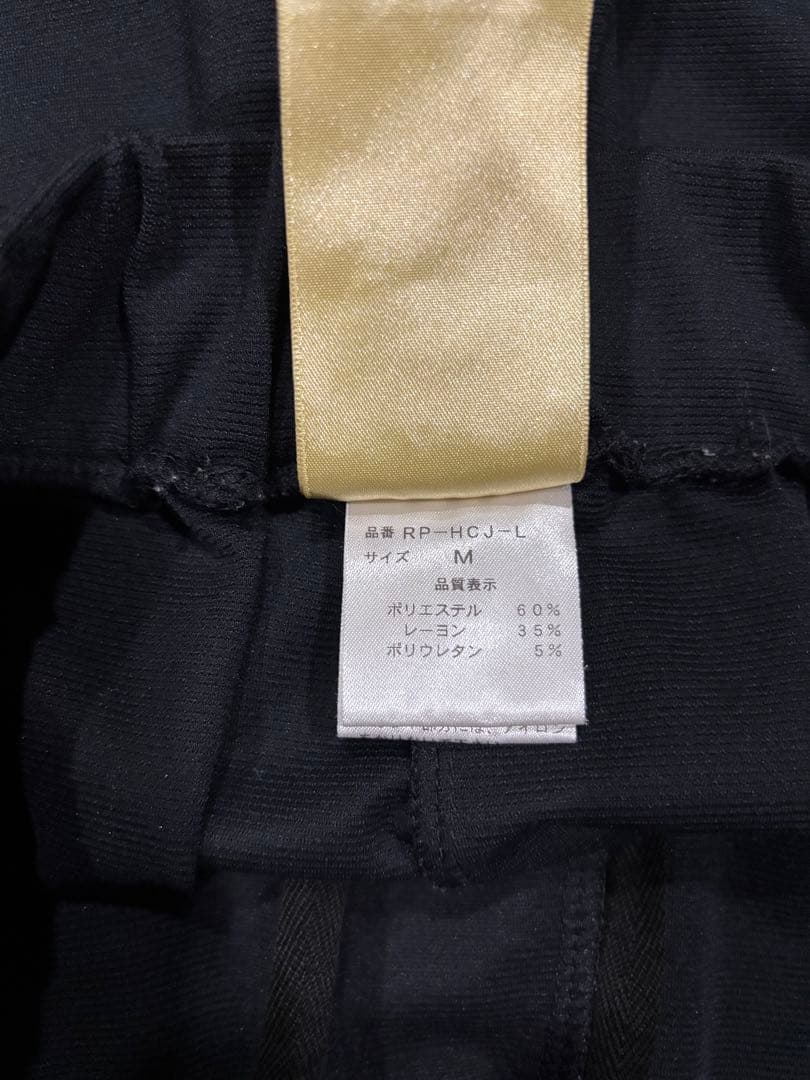 品番 RP-HCJ-L
サイズ M
品質表示
ポリエステル 60%
レーヨン 35%
ポリウレタン 5%